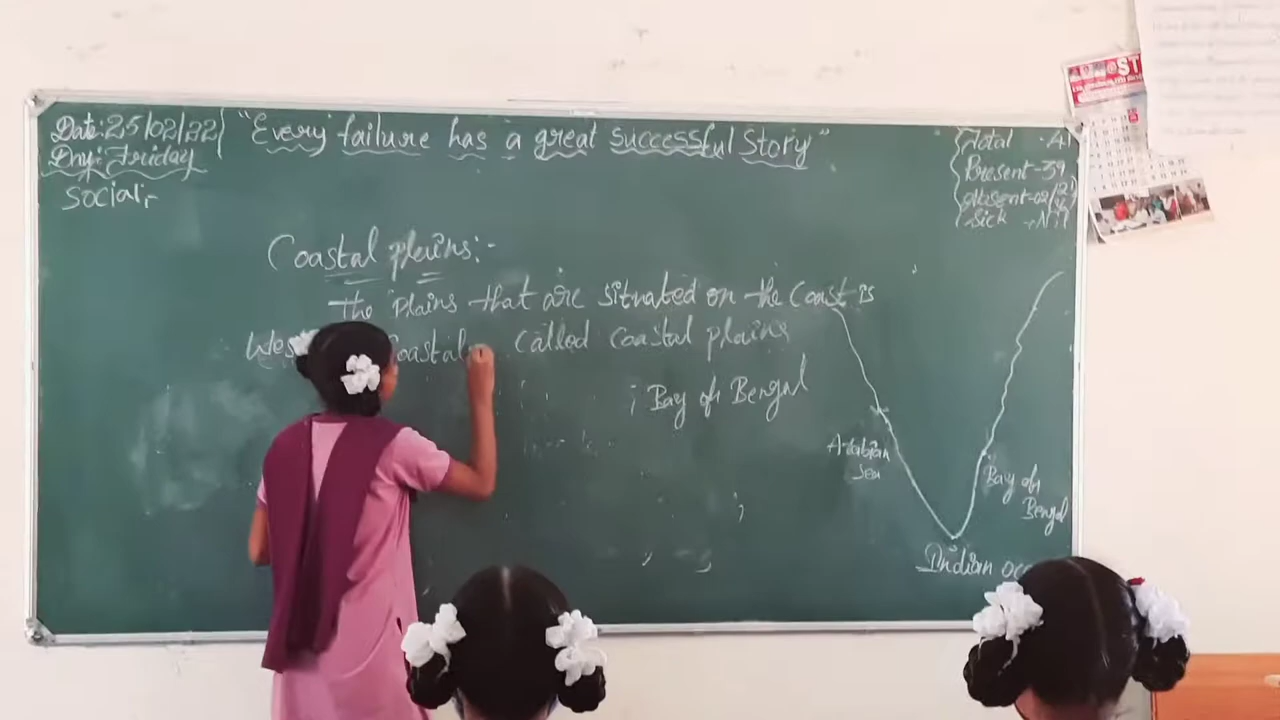 Date: 25/02/22
Day: Friday
"Every failure has a great successful Story"
Total - 41
Present - 39
Absent - 02
Sick → Nil
Social:-
Coastal plains:-
the Plains that are situated on the Coast is
called coastal plains
Coastal
; Bay of Bengal
Arabian
Sea
Bay of
Bengal
Indian
ST